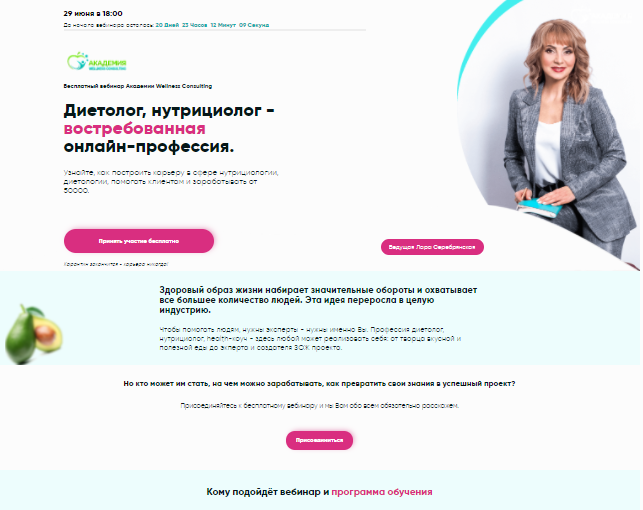 29 июня в 18:00
До начала вебинара осталось: 20 Дней 23 Часов 12 Минут 09 Секунд
АКАДЕМИЯ
WELLNESS CONSULTING
Бесплатный вебинар Академии Wellness Consulting
Диетолог, нутрициолог -
востребованная
онлайн-профессия.
Узнайте, как построить карьеру в сфере нутрициологии,
диетологии, помогать клиентам и зарабатывать от
50000.
Принять участие бесплатно
Ведущая Лара Серебрянская
Карантин закончится - карьера никогда!
Здоровый образ жизни набирает значительные обороты и охватывает
все большее количество людей. Эта идея переросла в целую
индустрию.
Чтобы помогать людям, нужны эксперты - нужны именно Вы. Профессия диетолог,
нутрициолог, health-коуч - здесь любой может реализовать себя: от творца вкусной и
полезной еды до эксперта и создателя ЗОЖ проекта.
Но кто может им стать, на чем можно зарабатывать, как превратить свои знания в успешный проект?
Присоединяйтесь к бесплатному вебинару и мы Вам обо всем обязательно расскажем.
Присоединиться
Кому подойдёт вебинар и программа обучения